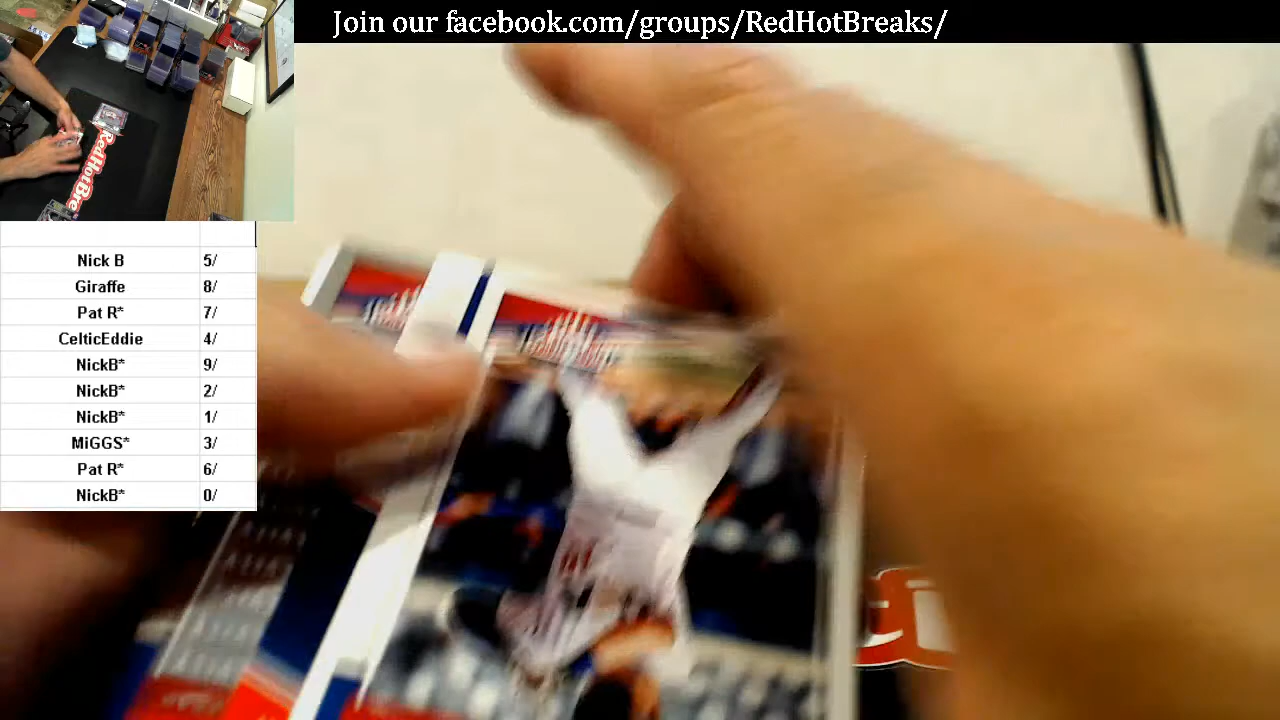 Join our facebook.com/groups/RedHotBreaks/
RedHotBre
Nick B 5/
Giraffe 8/
Pat R* 7/
CelticEddie 4/
NickB* 9/
NickB* 2/
NickB* 1/
MiGGS* 3/
Pat R* 6/
NickB* 0/